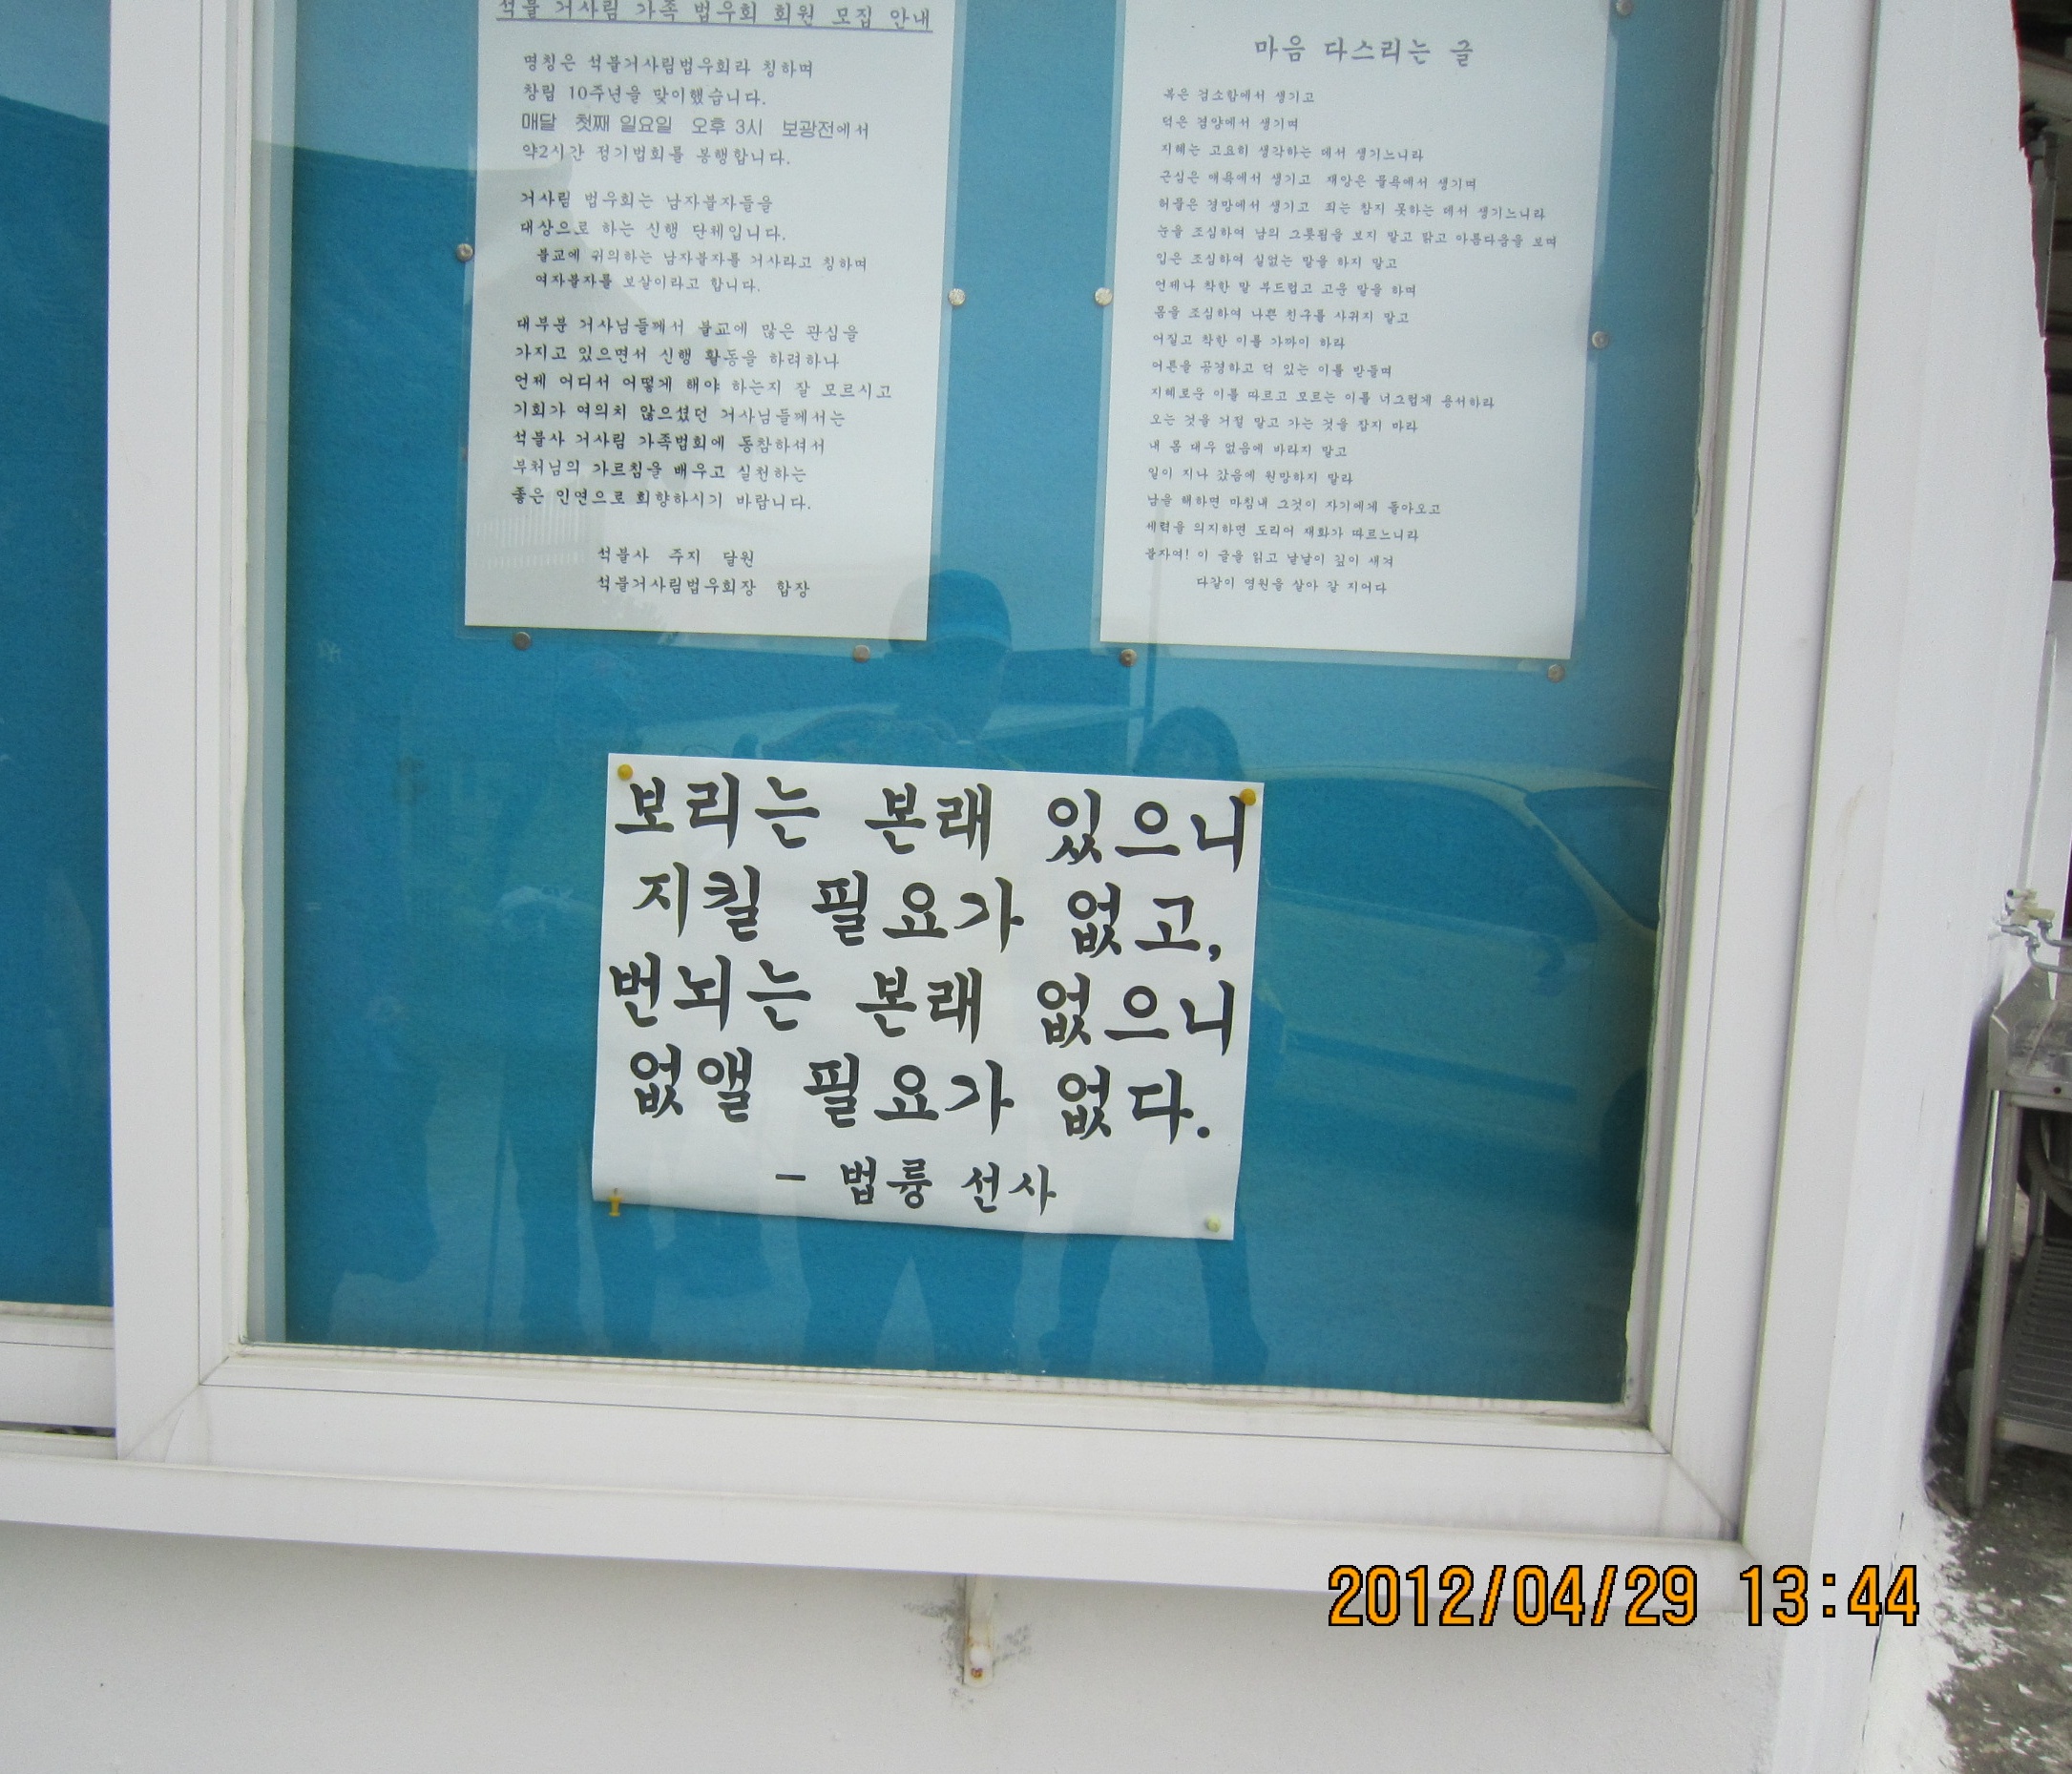 석불 거사림 가족 법우회 회원 모집 안내
명칭은 석불거사림법우회라 칭하며
창립 10주년을 맞이했습니다.
매달 첫째 일요일 오후 3시 보광전에서
약2시간 정기법회를 봉행합니다.
거사림 법우회는 남자불자들을
대상으로 하는 신행 단체입니다.
불교에 귀의하는 남자불자를 거사라고 칭하며
여자불자를 보살이라고 합니다.
대부분 거사님들께서 불교에 많은 관심을
가지고 있으면서 신행 활동을 하려하나
언제 어디서 어떻게 해야 하는지 잘 모르시고
기회가 여의치 않으셨던 거사님들께서는
석불사 거사림 가족법회에 동참하셔서
부처님의 가르침을 배우고 실천하는
좋은 인연으로 회향하시기 바랍니다.
석불사 주지 달원
석불거사림법우회장 합장
마음 다스리는 글
복은 검소함에서 생기고
덕은 겸양에서 생기며
지혜는 고요히 생각하는 데서 생기느니라
근심은 애욕에서 생기고 재앙은 물욕에서 생기며
허물은 경망에서 생기고 죄는 참지 못하는 데서 생기느니라
눈을 조심하여 남의 그릇됨을 보지 말고 맑고 아름다움을 보며
입은 조심하여 실없는 말을 하지 말고
언제나 착한 말 부드럽고 고운 말을 하며
몸을 조심하여 나쁜 친구를 사귀지 말고
어질고 착한 이를 가까이 하라
어른을 공경하고 덕 있는 이를 받들며
지혜로운 이를 따르고 모르는 이를 너그럽게 용서하라
오는 것을 거절 말고 가는 것을 잡지 마라
내 몸 대우 없음에 바라지 말고
일이 지나 갔음에 원망하지 말라
남을 해하면 마침내 그것이 자기에게 돌아오고
세력을 의지하면 도리어 재화가 따르느니라
불자여! 이 글을 읽고 낱낱이 깊이 새겨
다같이 영원을 살아 갈 지어다
보리는 본래 있으니
지킬 필요가 없고,
번뇌는 본래 없으니
없앨 필요가 없다.
- 법륭 선사
2012/04/29 13:44